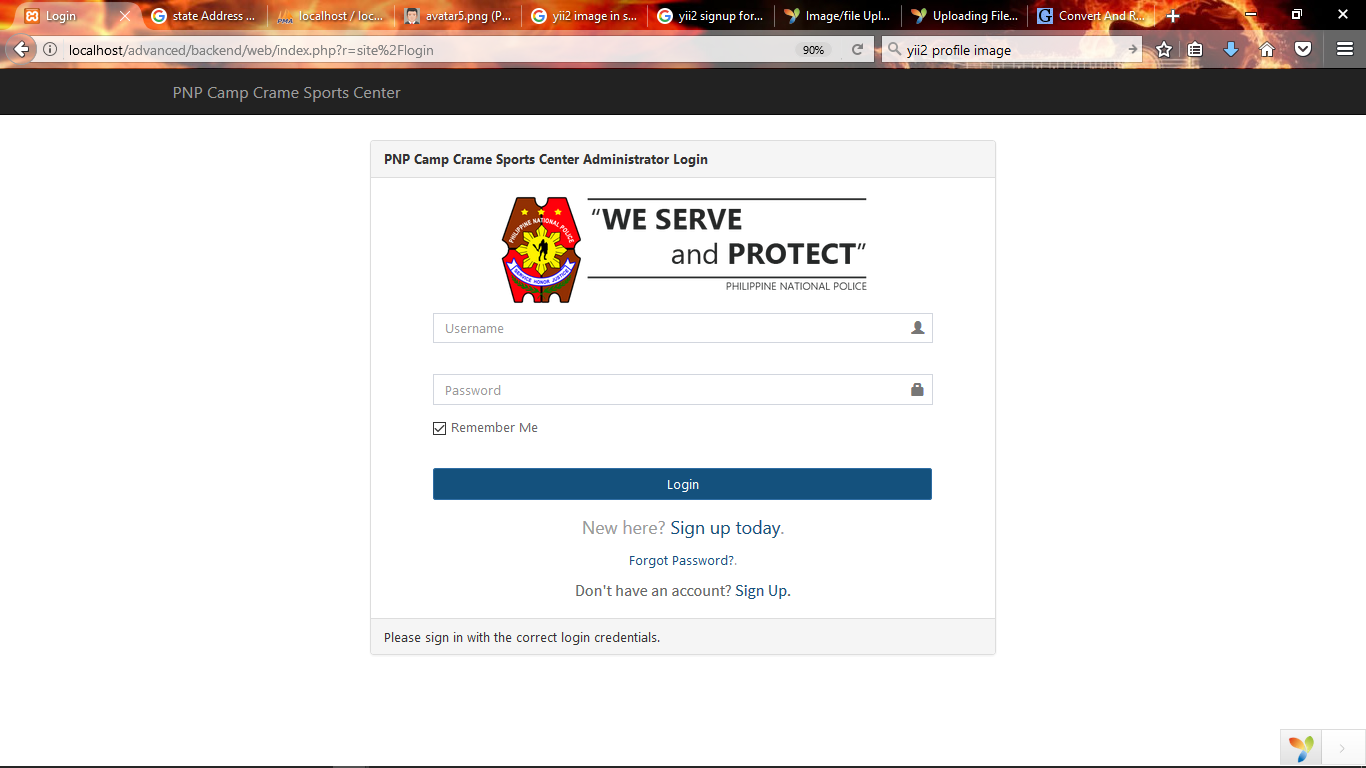 Login
state Address ...
localhost / loc...
avatar5.png (P...
yii2 image in s...
yii2 signup for...
Image/file Upl...
Uploading File...
Convert And R...
localhost/advanced/backend/web/index.php?r=site%2Flogin
90%
yii2 profile image
PNP Camp Crame Sports Center
PNP Camp Crame Sports Center Administrator Login
PHILIPPINE NATIONAL POLICE
SERVICE HONOR JUSTICE
“WE SERVE
and PROTECT”
PHILIPPINE NATIONAL POLICE
Username
Password
Remember Me
Login
New here? Sign up today.
Forgot Password?.
Don't have an account? Sign Up.
Please sign in with the correct login credentials.